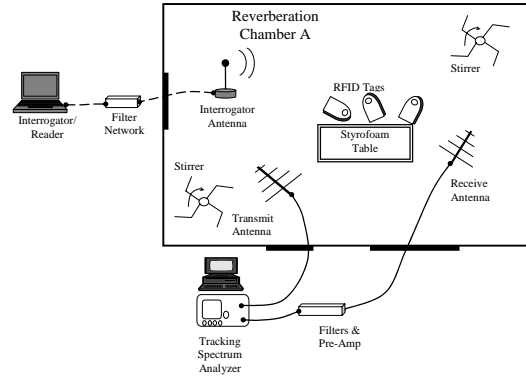 Reverberation
Chamber A
Stirrer
RFID Tags
Interrogator/
Reader
Filter
Network
Interrogator
Antenna
Styrofoam
Table
Stirrer
Receive
Antenna
Transmit
Antenna
Filters &
Pre-Amp
Tracking
Spectrum
Analyzer